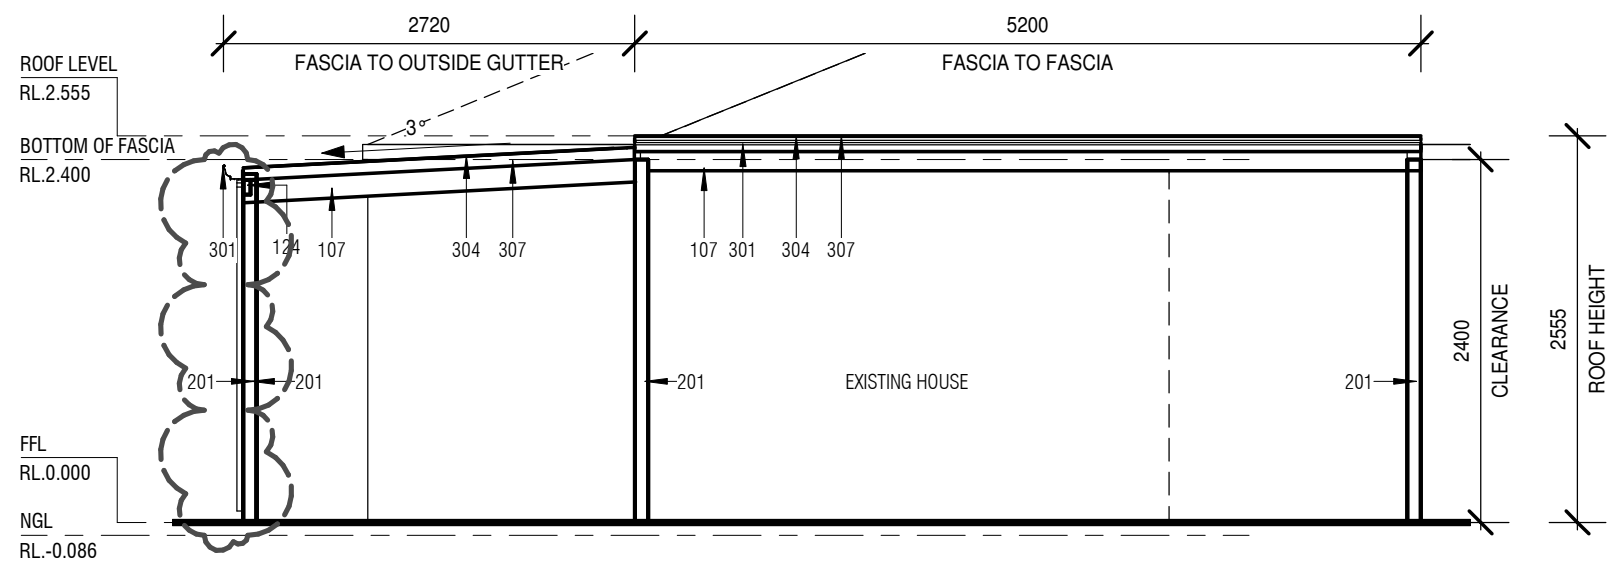 2720
5200
FASCIA TO OUTSIDE GUTTER
FASCIA TO FASCIA
ROOF LEVEL
RL.2.555
3°
BOTTOM OF FASCIA
RL.2.400
301
124
107
304
307
107
301
304
307
2400
CLEARANCE
2555
ROOF HEIGHT
201
201
201
EXISTING HOUSE
201
FFL
RL.0.000
NGL
RL.-0.086